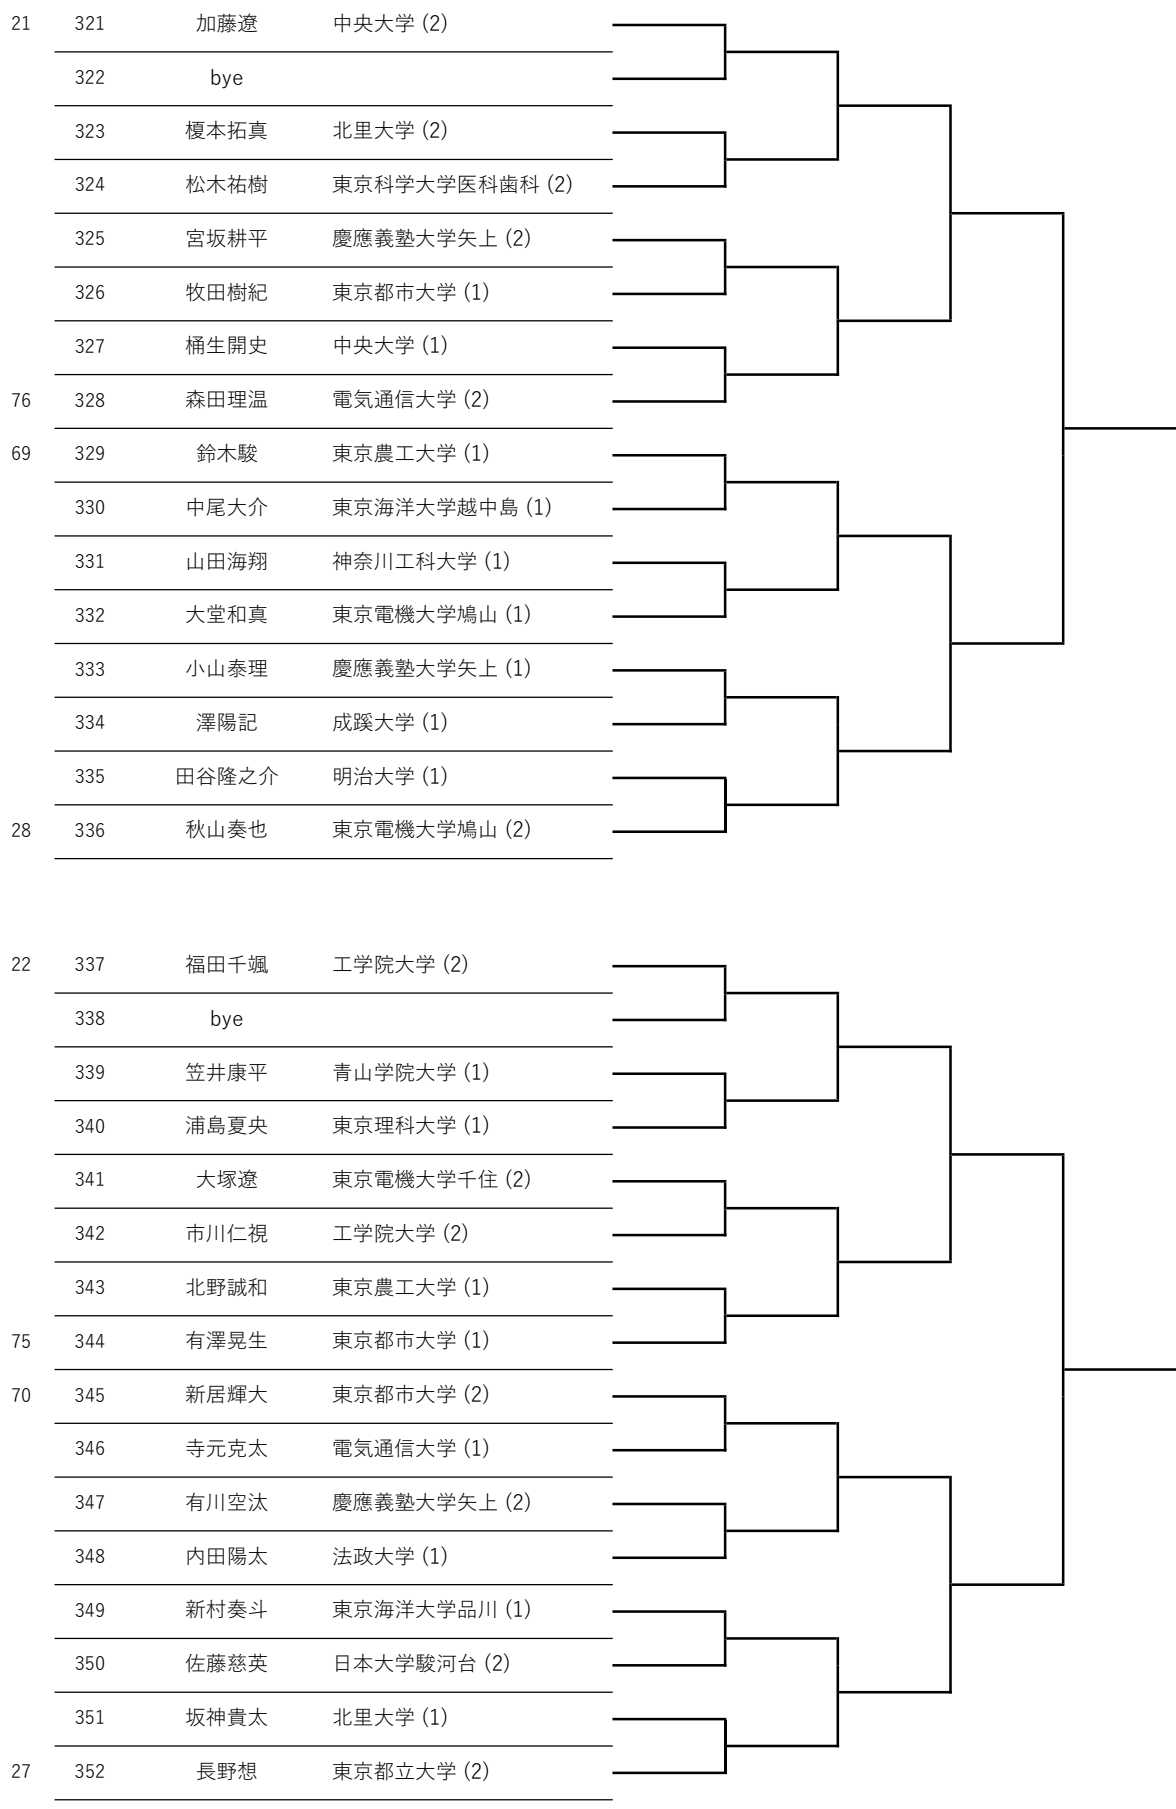 21 321 加藤遼 中央大学 (2)
322 bye
323 榎本拓真 北里大学 (2)
324 松木祐樹 東京科学大学医科歯科 (2)
325 宮坂耕平 慶應義塾大学矢上 (2)
326 牧田樹紀 東京都市大学 (1)
327 桶生開史 中央大学 (1)
76 328 森田理温 電気通信大学 (2)
69 329 鈴木駿 東京農工大学 (1)
330 中尾大介 東京海洋大学越中島 (1)
331 山田海翔 神奈川工科大学 (1)
332 大堂和真 東京電機大学鳩山 (1)
333 小山泰理 慶應義塾大学矢上 (1)
334 澤陽記 成蹊大学 (1)
335 田谷隆之介 明治大学 (1)
28 336 秋山奏也 東京電機大学鳩山 (2)
22 337 福田千颯 工学院大学 (2)
338 bye
339 笠井康平 青山学院大学 (1)
340 浦島夏央 東京理科大学 (1)
341 大塚遼 東京電機大学千住 (2)
342 市川仁視 工学院大学 (2)
343 北野誠和 東京農工大学 (1)
75 344 有澤晃生 東京都市大学 (1)
70 345 新居輝大 東京都市大学 (2)
346 寺元克太 電気通信大学 (1)
347 有川空汰 慶應義塾大学矢上 (2)
348 内田陽太 法政大学 (1)
349 新村奏斗 東京海洋大学品川 (1)
350 佐藤慈英 日本大学駿河台 (2)
351 坂神貴太 北里大学 (1)
27 352 長野想 東京都立大学 (2)